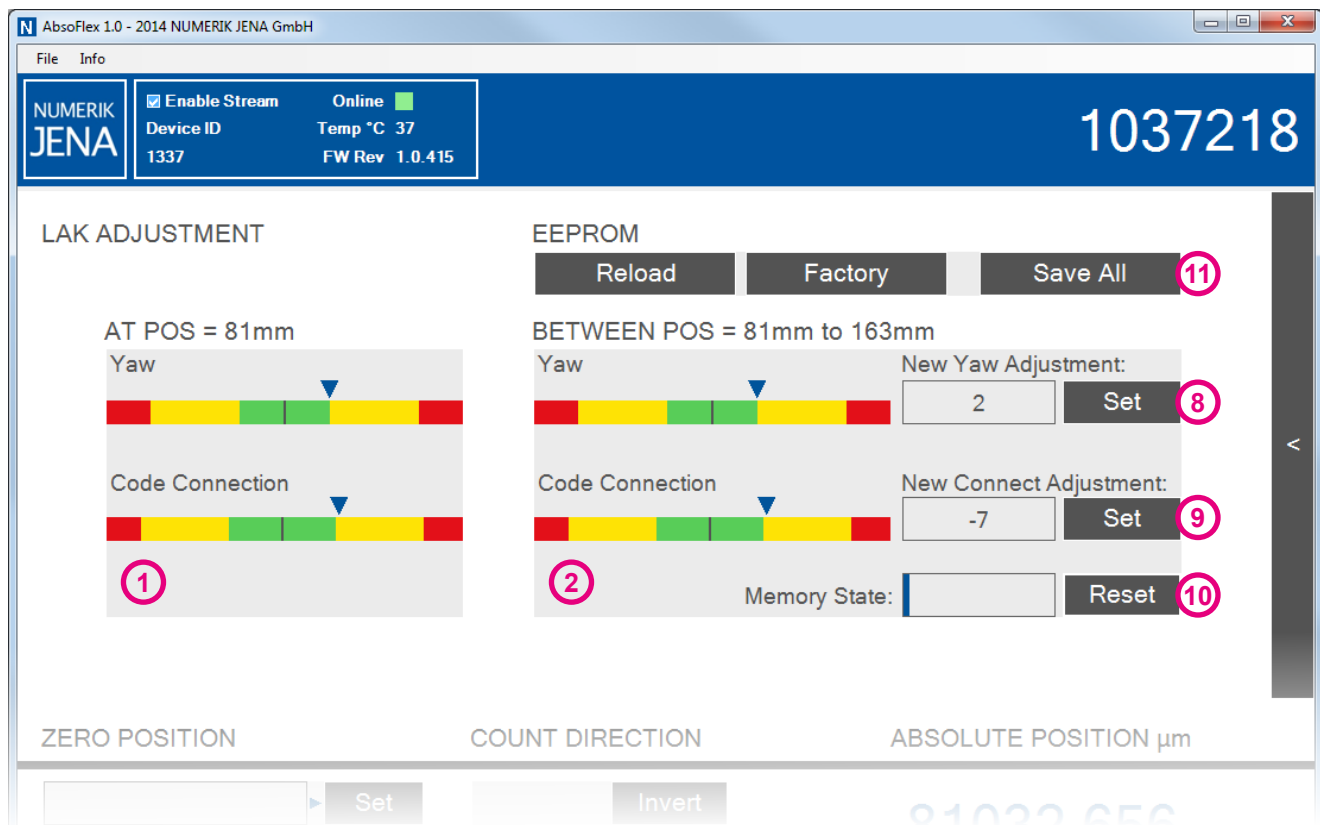 N AbsoFlex 1.0 - 2014 NUMERIK JENA GmbH
File Info
NUMERIK
JENA
Enable Stream Online
Device ID Temp °C 37
1337 FW Rev 1.0.415
1037218
LAK ADJUSTMENT
EEPROM
Reload Factory Save All 11
AT POS = 81mm
Yaw
Code Connection
1
BETWEEN POS = 81mm to 163mm
Yaw New Yaw Adjustment:
2 Set 8
Code Connection New Connect Adjustment:
-7 Set 9
2
Memory State: Reset 10
<
ZERO POSITION COUNT DIRECTION ABSOLUTE POSITION µm
Set Invert 81032.656